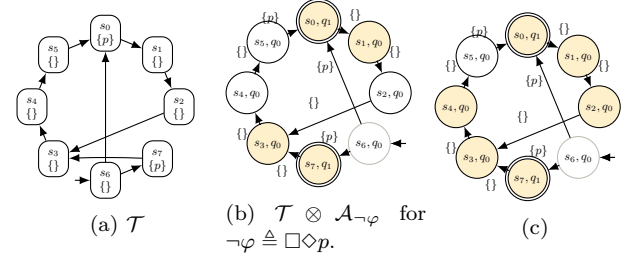 s₀
{p}
s₁
{}
s₂
{}
s₃
{}
s₄
{}
s₅
{}
s₆
{}
s₇
{p}
(a) 𝒯
{p}
s₀, q₁
{}
s₁, q₀
{}
s₅, q₀
{}
s₂, q₀
s₄, q₀
{}
{p}
{}
s₃, q₀
{}
s₆, q₀
{p}
s₇, q₁
{}
(b) 𝒯 ⊗ 𝒜¬φ for
¬φ ≜ □◇p.
{p}
s₀, q₁
{}
s₁, q₀
{}
s₅, q₀
{}
s₂, q₀
s₄, q₀
{}
{p}
{}
s₃, q₀
{}
s₆, q₀
{p}
s₇, q₁
{}
(c)